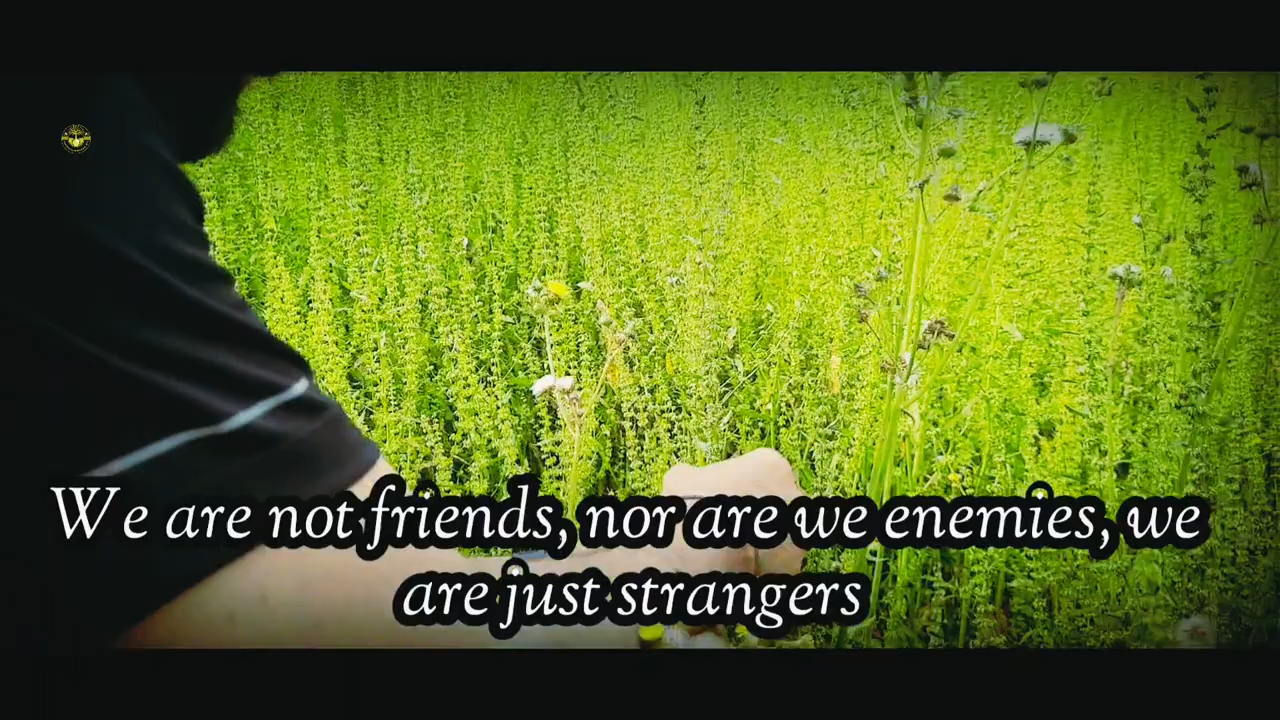 We are not friends, nor are we enemies, we
are just strangers